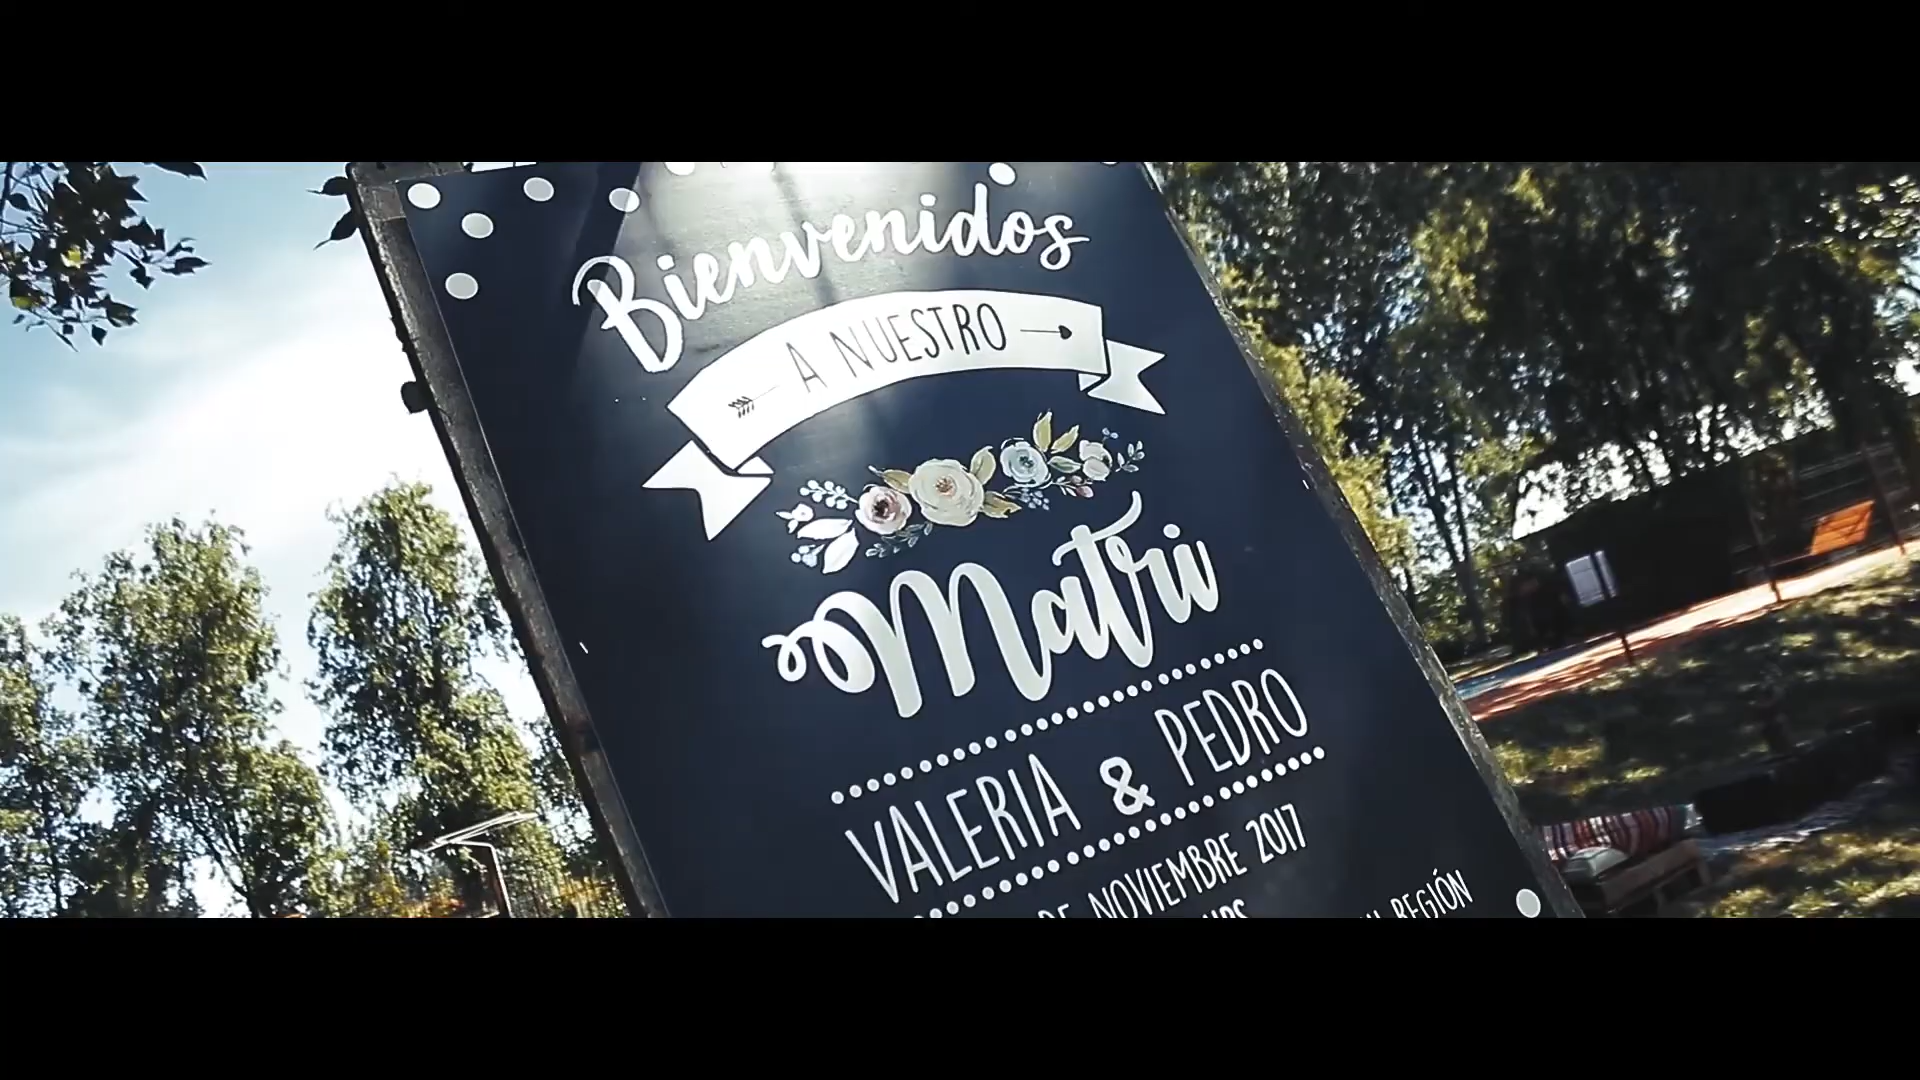 Bienvenidos
A NUESTRO
Matri
VALERIA & PEDRO
DE NOVIEMBRE 2017
REGIÓN